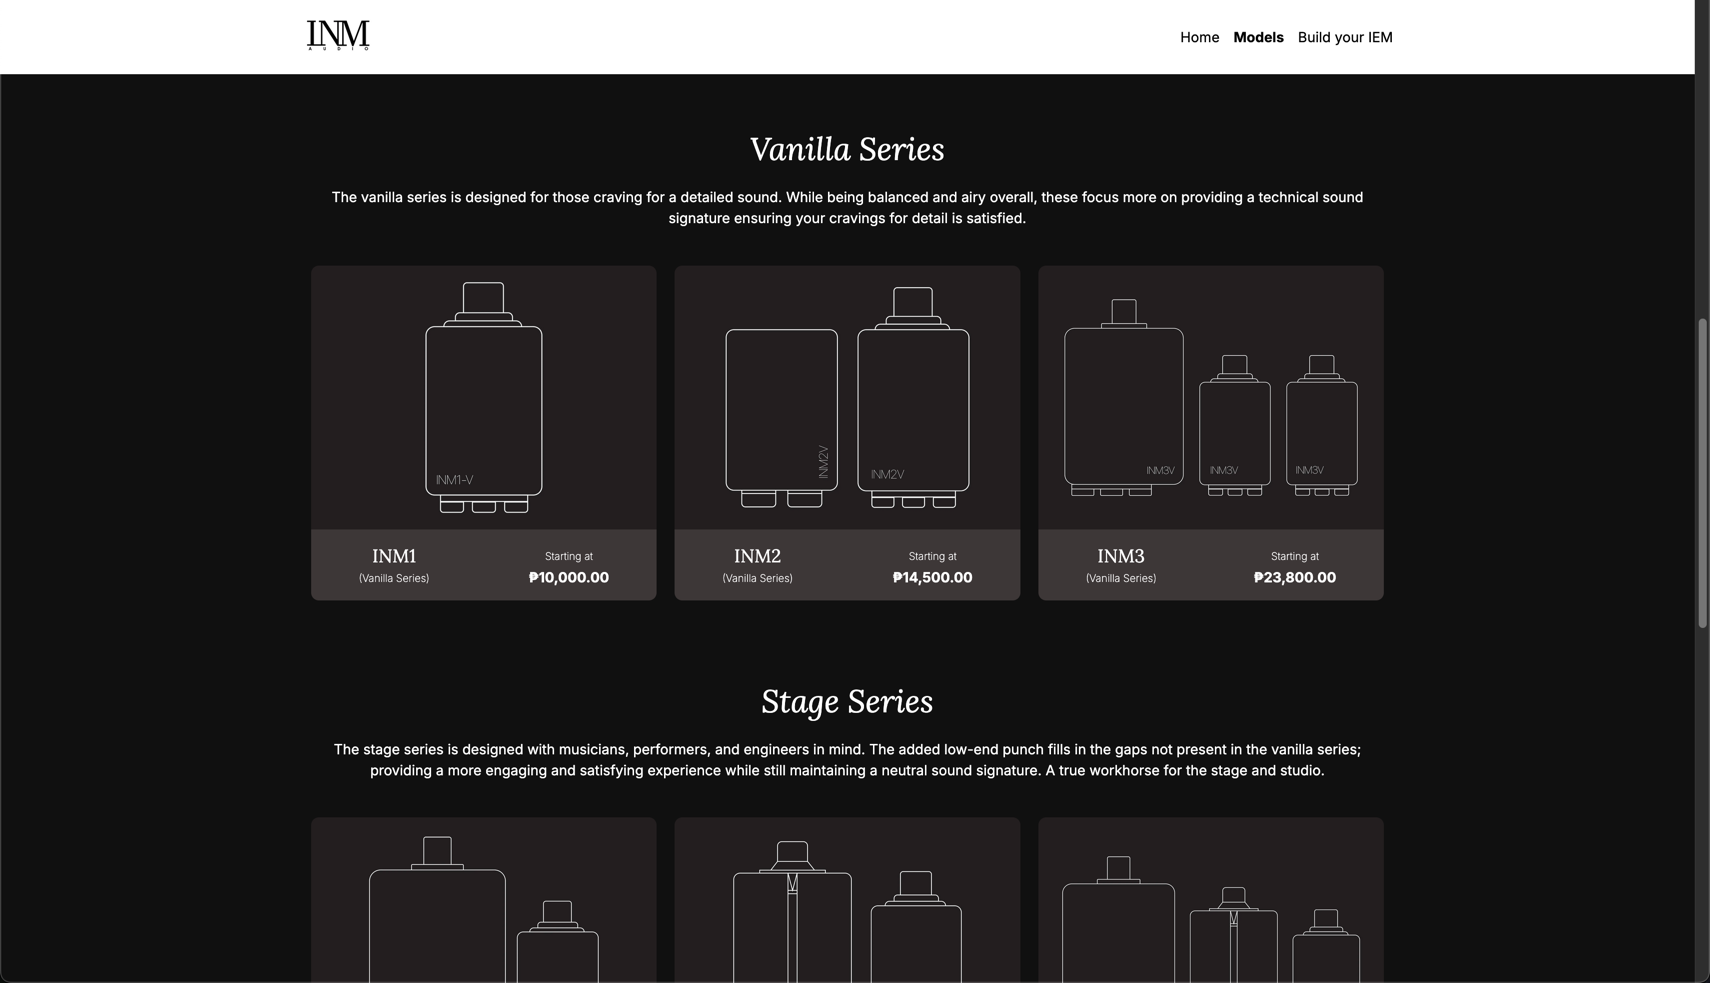 INM
AUDIO
Home Models Build your IEM
Vanilla Series
The vanilla series is designed for those craving for a detailed sound. While being balanced and airy overall, these focus more on providing a technical sound
signature ensuring your cravings for detail is satisfied.
INM1-V
INM2V
INM2V
INM3V
INM3V
INM3V
INM1
(Vanilla Series)
Starting at
₱10,000.00
INM2
(Vanilla Series)
Starting at
₱14,500.00
INM3
(Vanilla Series)
Starting at
₱23,800.00
Stage Series
The stage series is designed with musicians, performers, and engineers in mind. The added low-end punch fills in the gaps not present in the vanilla series;
providing a more engaging and satisfying experience while still maintaining a neutral sound signature. A true workhorse for the stage and studio.